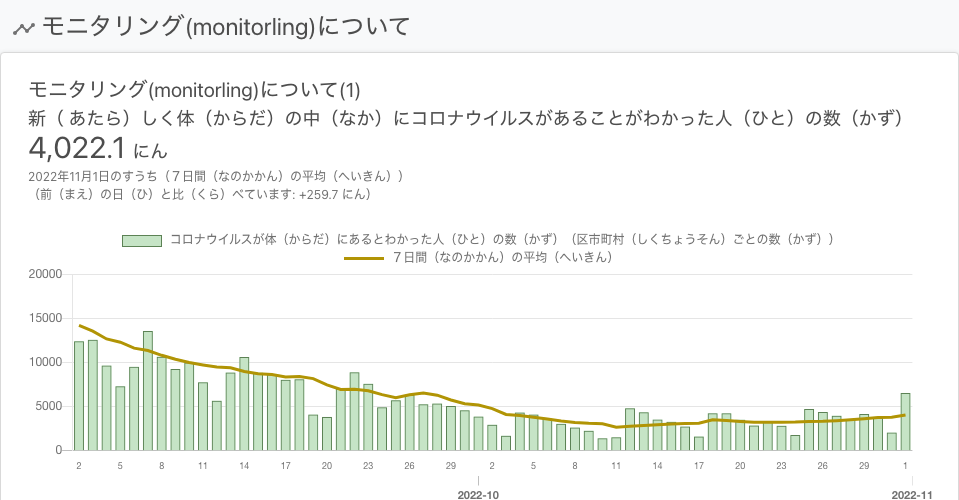 モニタリング(monitorling)について
モニタリング(monitorling)について(1)
新（ あたら）しく体（からだ）の中（なか）にコロナウイルスがあることがわかった人（ひと）の数（かず）
4,022.1 にん
2022年11月1日のすうち（７日間（なのかかん）の平均（へいきん））
（前（まえ）の日（ひ）と比（くら）べています: +259.7 にん）
コロナウイルスが体（からだ）にあるとわかった人（ひと）の数（かず）（区市町村（しくちょうそん）ごとの数（かず））
７日間（なのかかん）の平均（へいきん）
20000
15000
10000
5000
0
2 5 8 11 14 17 20 23 26 29 2 5 8 11 14 17 20 23 26 29 1
2022-10 2022-11